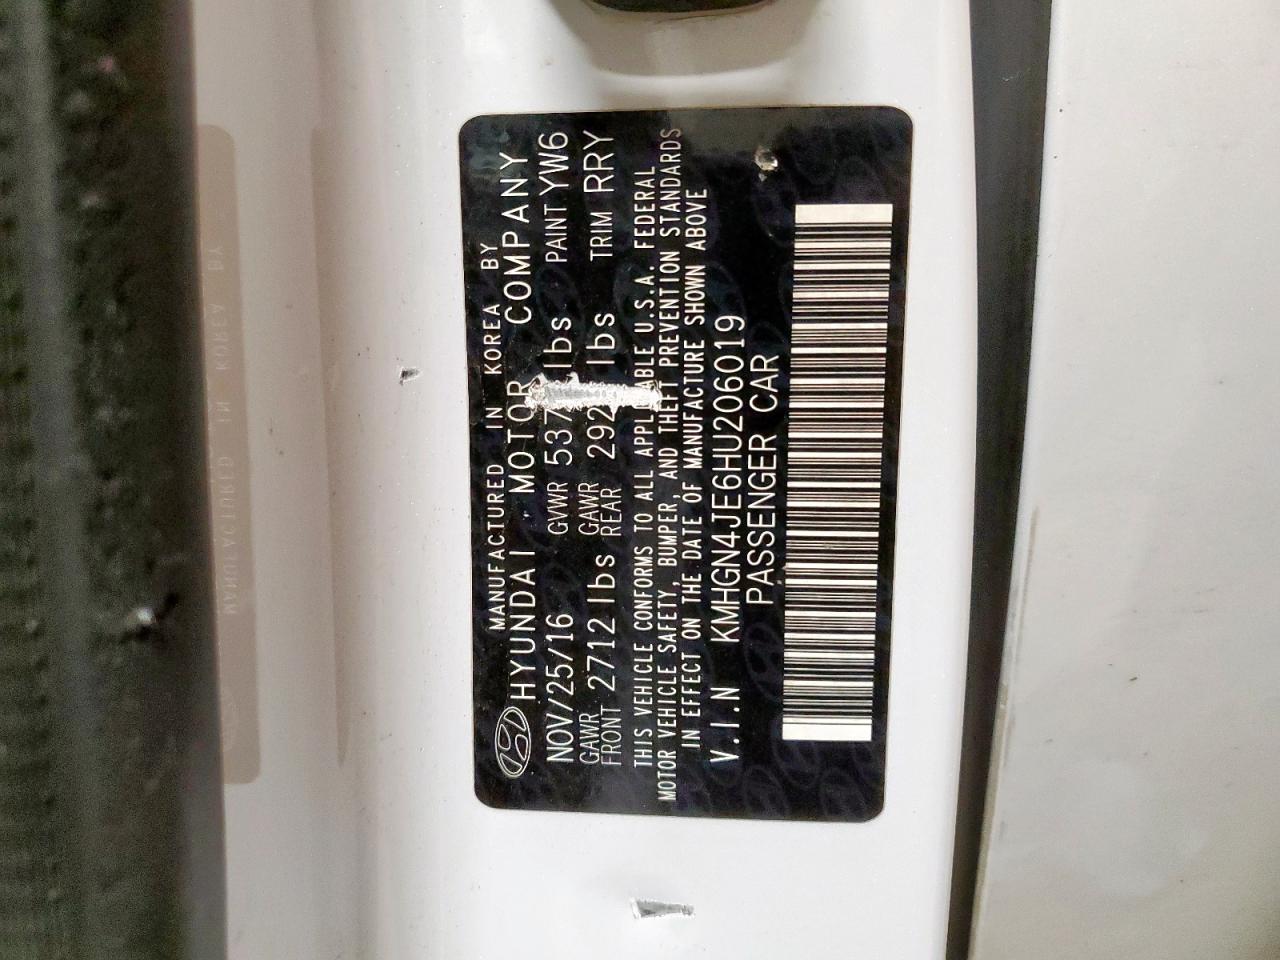 MANUFACTURED IN KOREA BY
HYUNDAI MOTOR COMPANY
NOV/25/16 GVWR 537 lbs PAINT YW6
GAWR FRONT 2712lbs GAWR REAR 292 lbs TRIM RRY
THIS VEHICLE CONFORMS TO ALL APPLICABLE U.S.A. FEDERAL
MOTOR VEHICLE SAFETY, BUMPER, AND THEFT PREVENTION STANDARDS
IN EFFECT ON THE DATE OF MANUFACTURE SHOWN ABOVE
V.I.N KMHGN4JE6HU206019
PASSENGER CAR